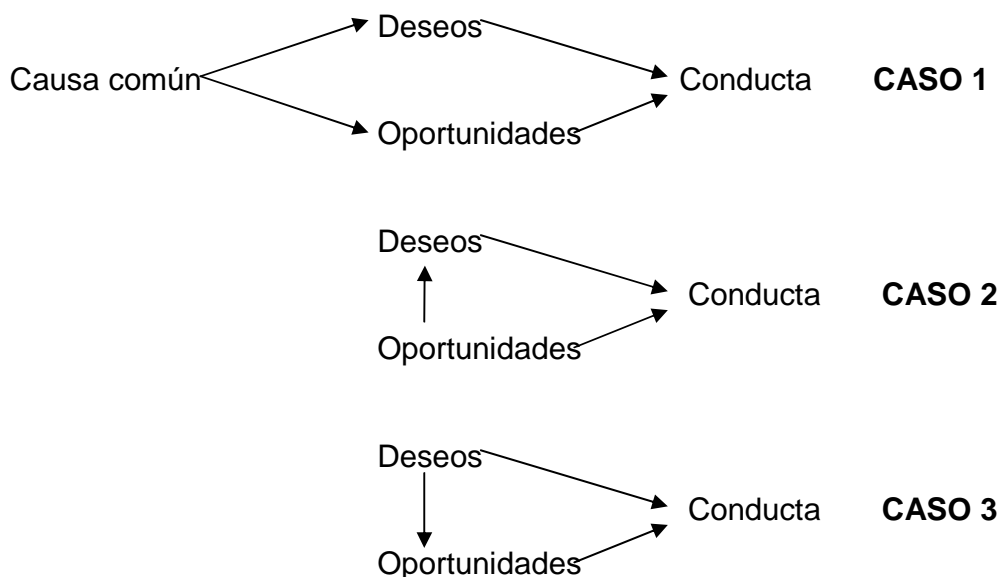 Deseos
Causa común Conducta CASO 1
Oportunidades
Deseos
Conducta CASO 2
Oportunidades
Deseos
Conducta CASO 3
Oportunidades